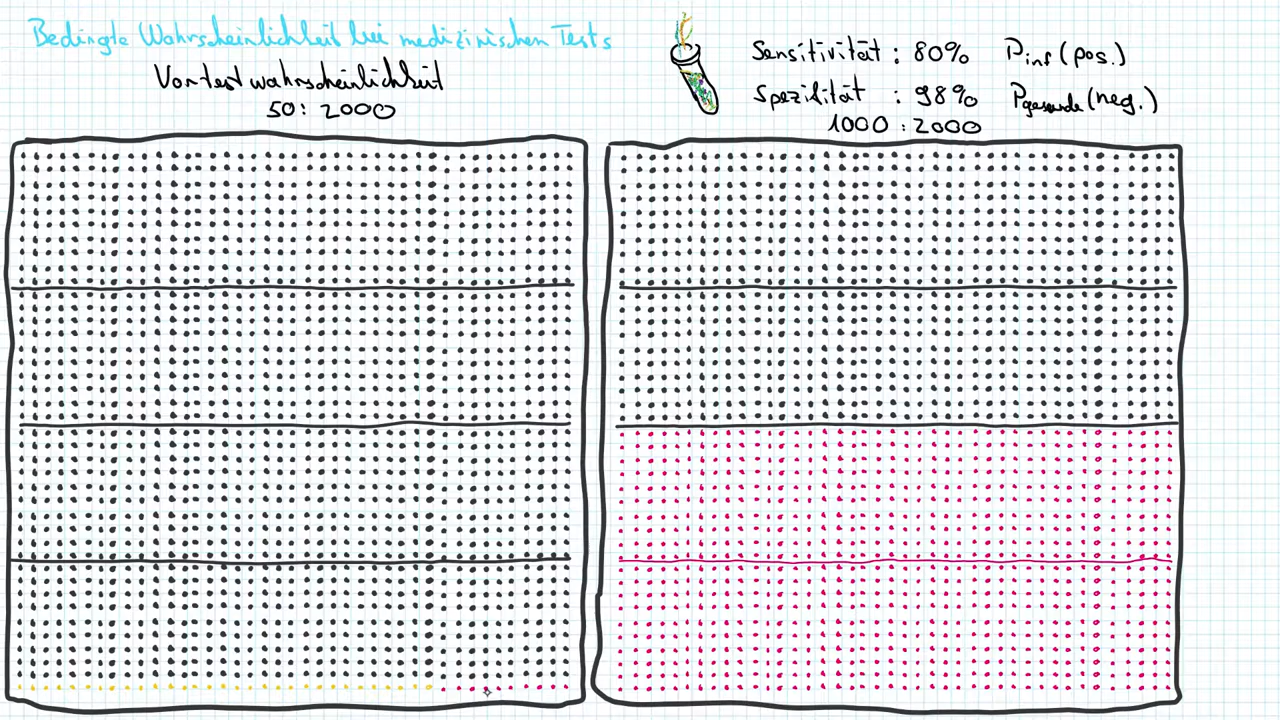 Bedingte Wahrscheinlichkeit bei medizinischen Tests
Vortestwahrscheinlichkeit
50 : 2000
Sensitivität : 80% Pinf (pos.)
Spezifität : 98% Pgesunde (neg.)
1000 : 2000